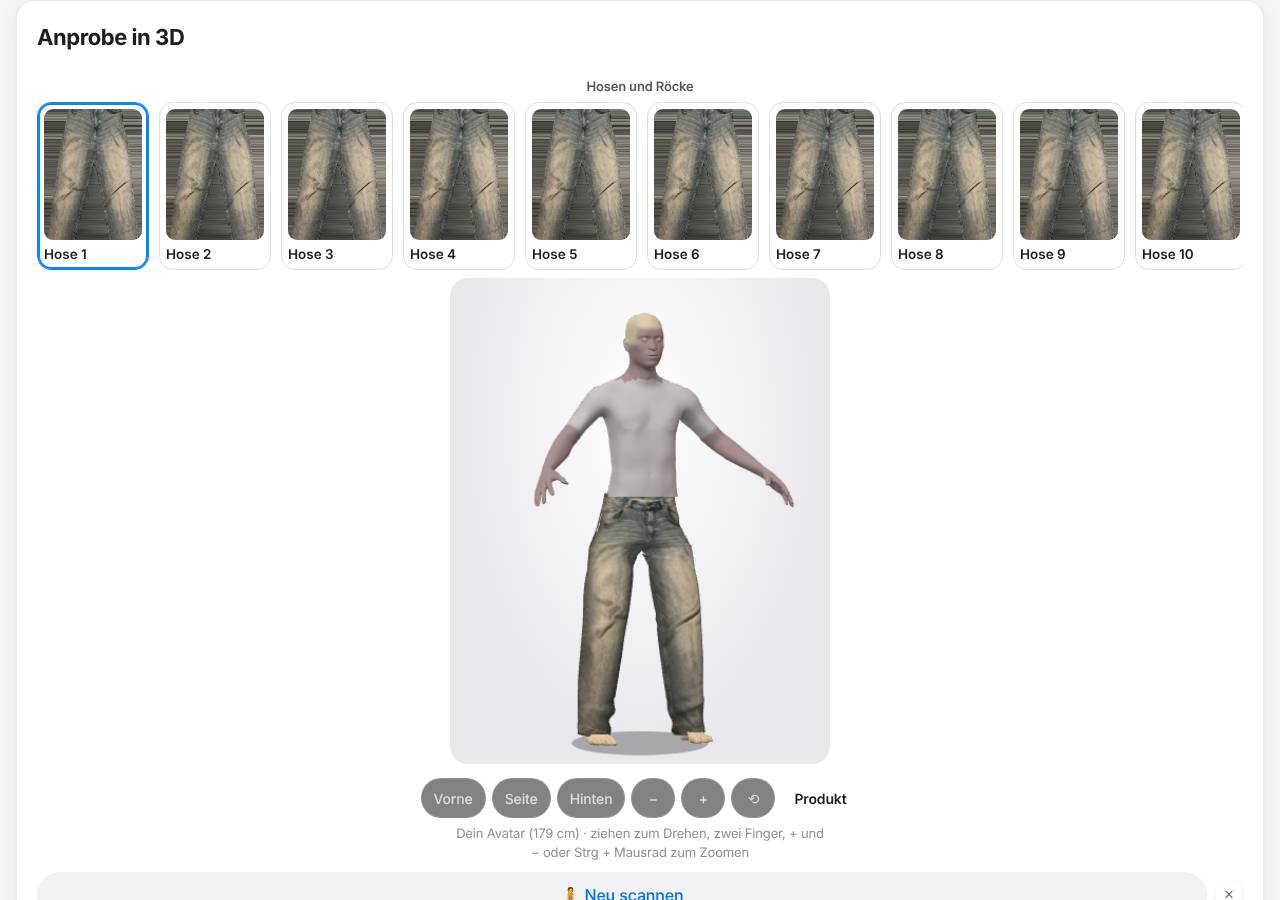 Anprobe in 3D
Hosen und Röcke
Hose 1
Hose 2
Hose 3
Hose 4
Hose 5
Hose 6
Hose 7
Hose 8
Hose 9
Hose 10
Vorne
Seite
Hinten
−
+
⟲
Produkt
Dein Avatar (179 cm) · ziehen zum Drehen, zwei Finger, + und
− oder Strg + Mausrad zum Zoomen
🧍 Neu scannen
×